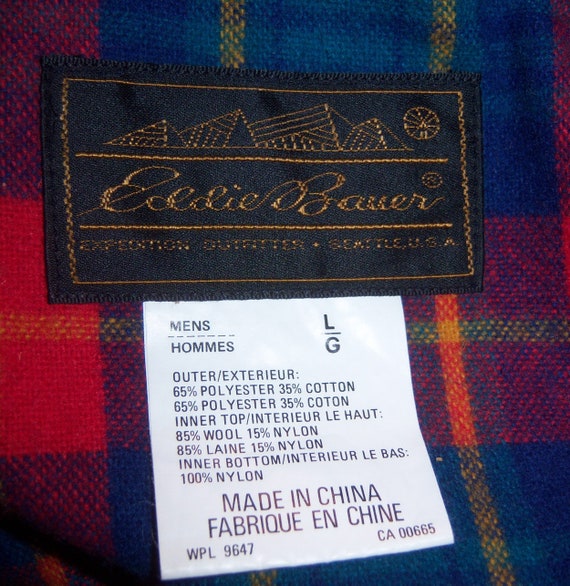 Eddie Bauer®
EXPEDITION OUTFITTER • SEATTLE, U.S.A
MENS L
HOMMES G
OUTER/EXTERIEUR:
65% POLYESTER 35% COTTON
65% POLYESTER 35% COTON
INNER TOP/INTERIEUR LE HAUT:
85% WOOL 15% NYLON
85% LAINE 15% NYLON
INNER BOTTOM/INTERIEUR LE BAS:
100% NYLON
MADE IN CHINA
FABRIQUE EN CHINE
WPL 9647 CA 00665